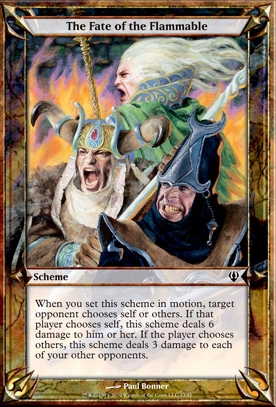 The Fate of the Flammable
Scheme
When you set this scheme in motion, target
opponent chooses self or others. If that
player chooses self, this scheme deals 6
damage to him or her. If the player chooses
others, this scheme deals 3 damage to each
of your other opponents.
Paul Bonner